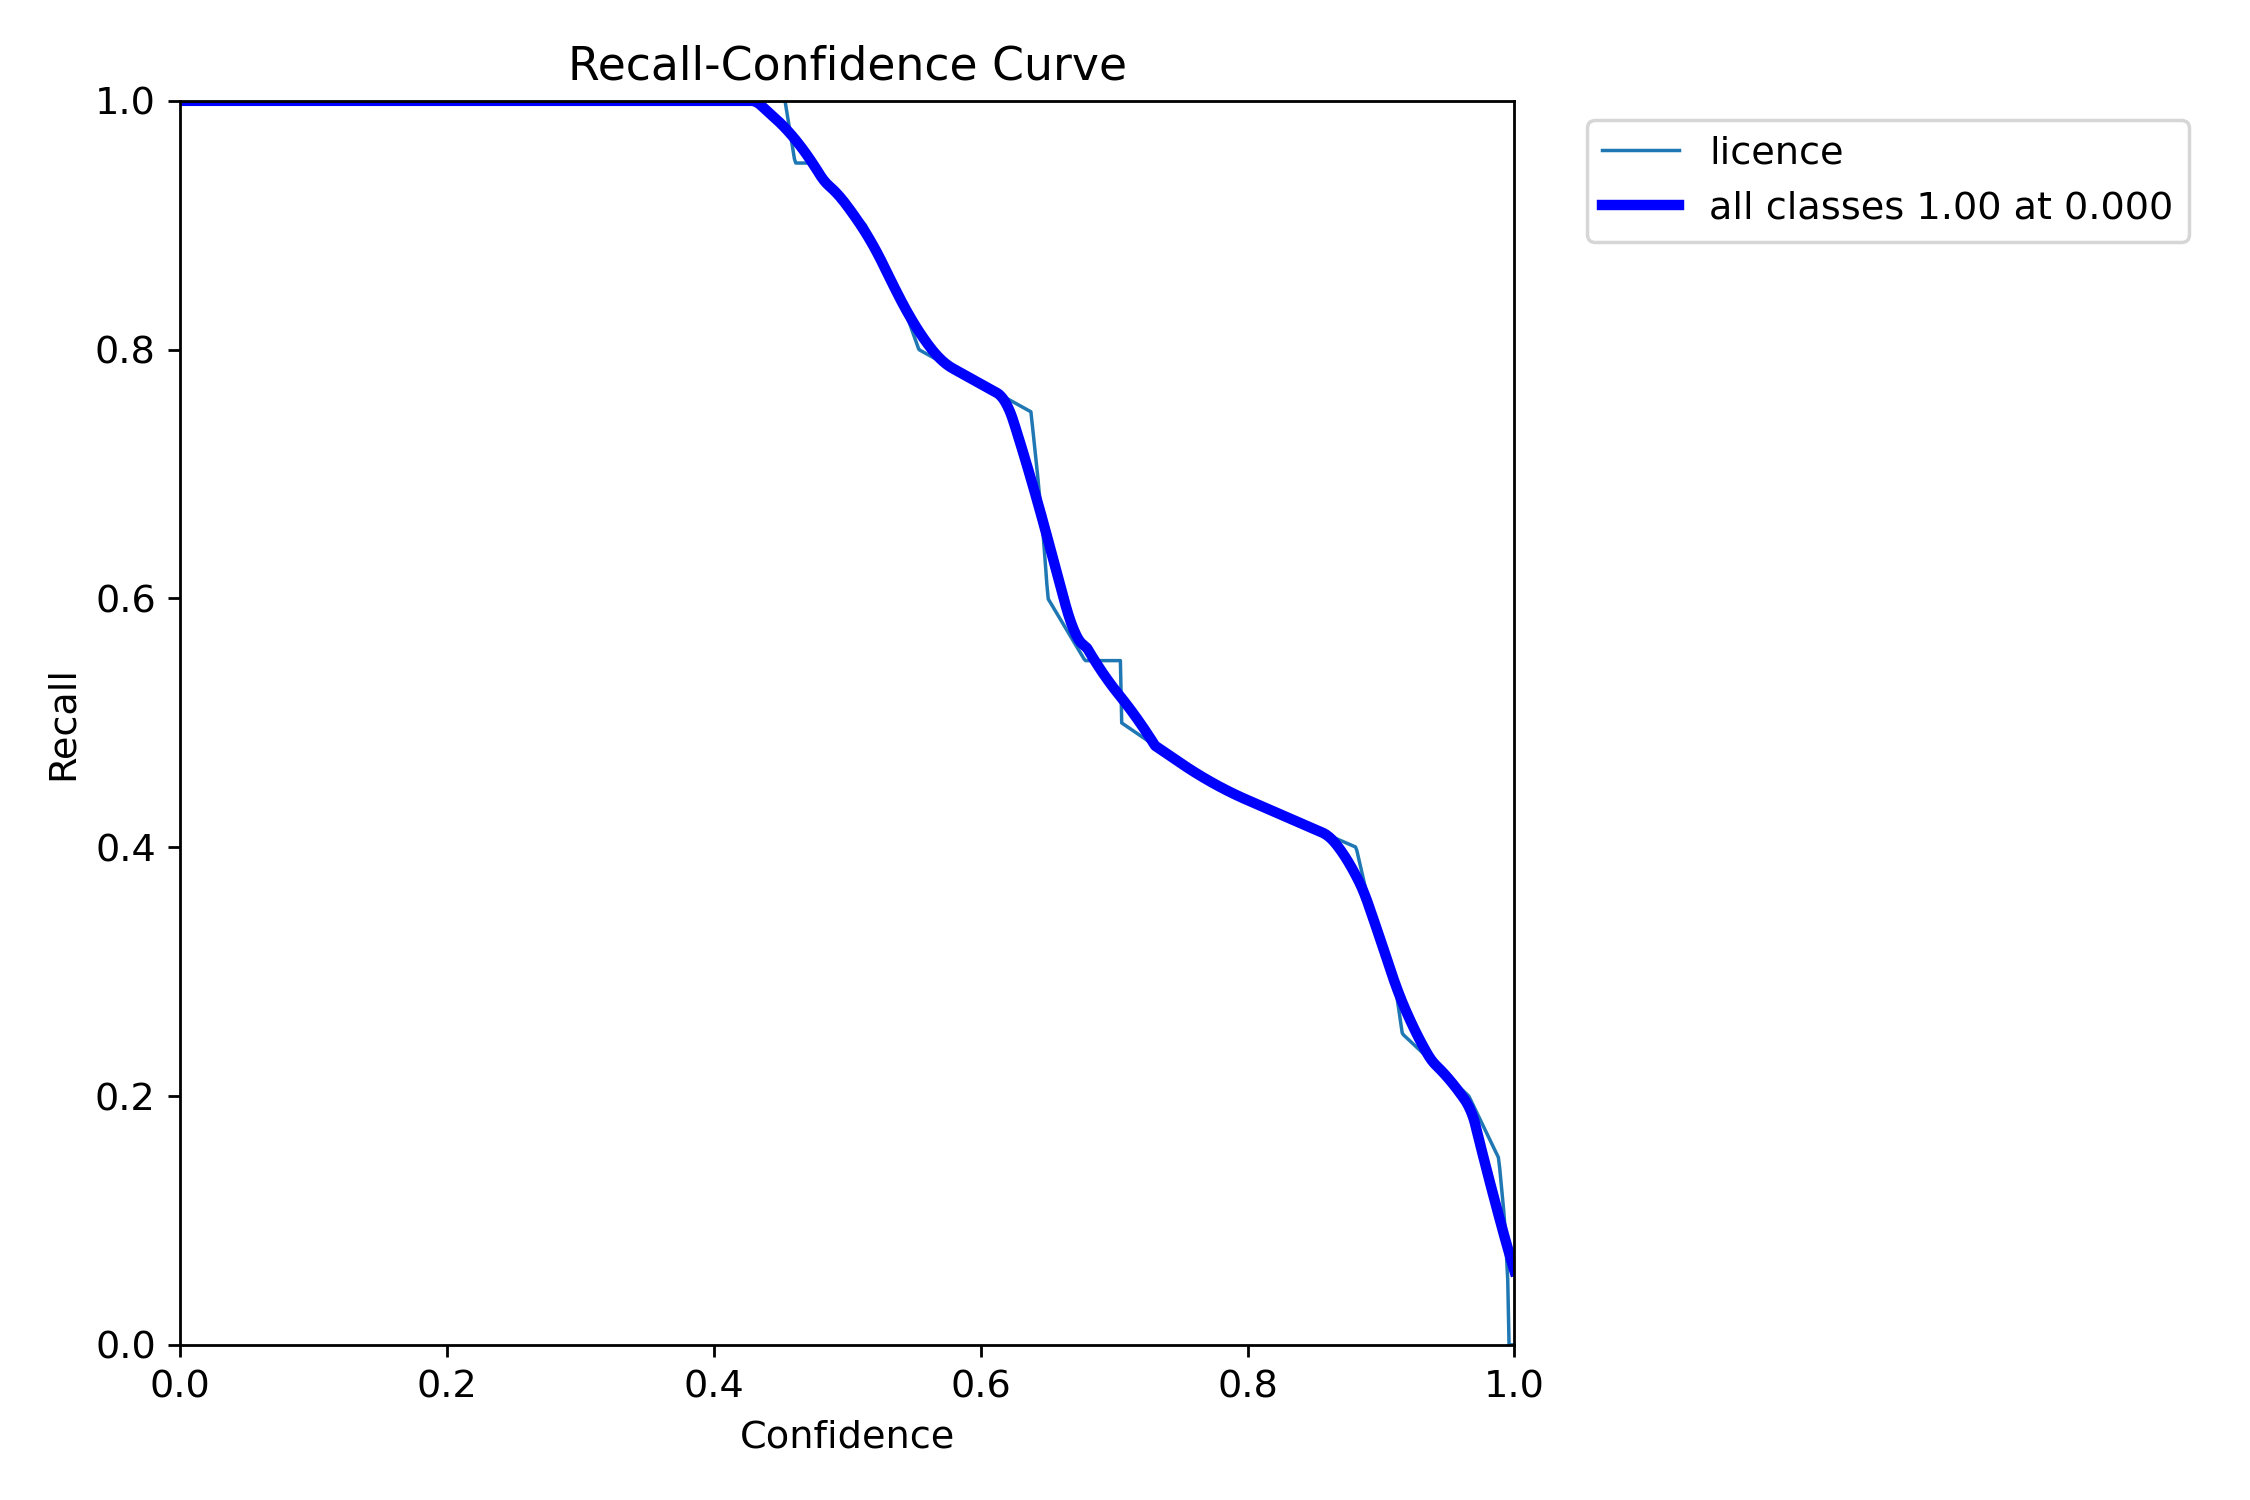 Recall-Confidence Curve
licence
all classes 1.00 at 0.000
1.0
0.8
0.6
0.4
0.2
0.0
Recall
0.0 0.2 0.4 0.6 0.8 1.0
Confidence